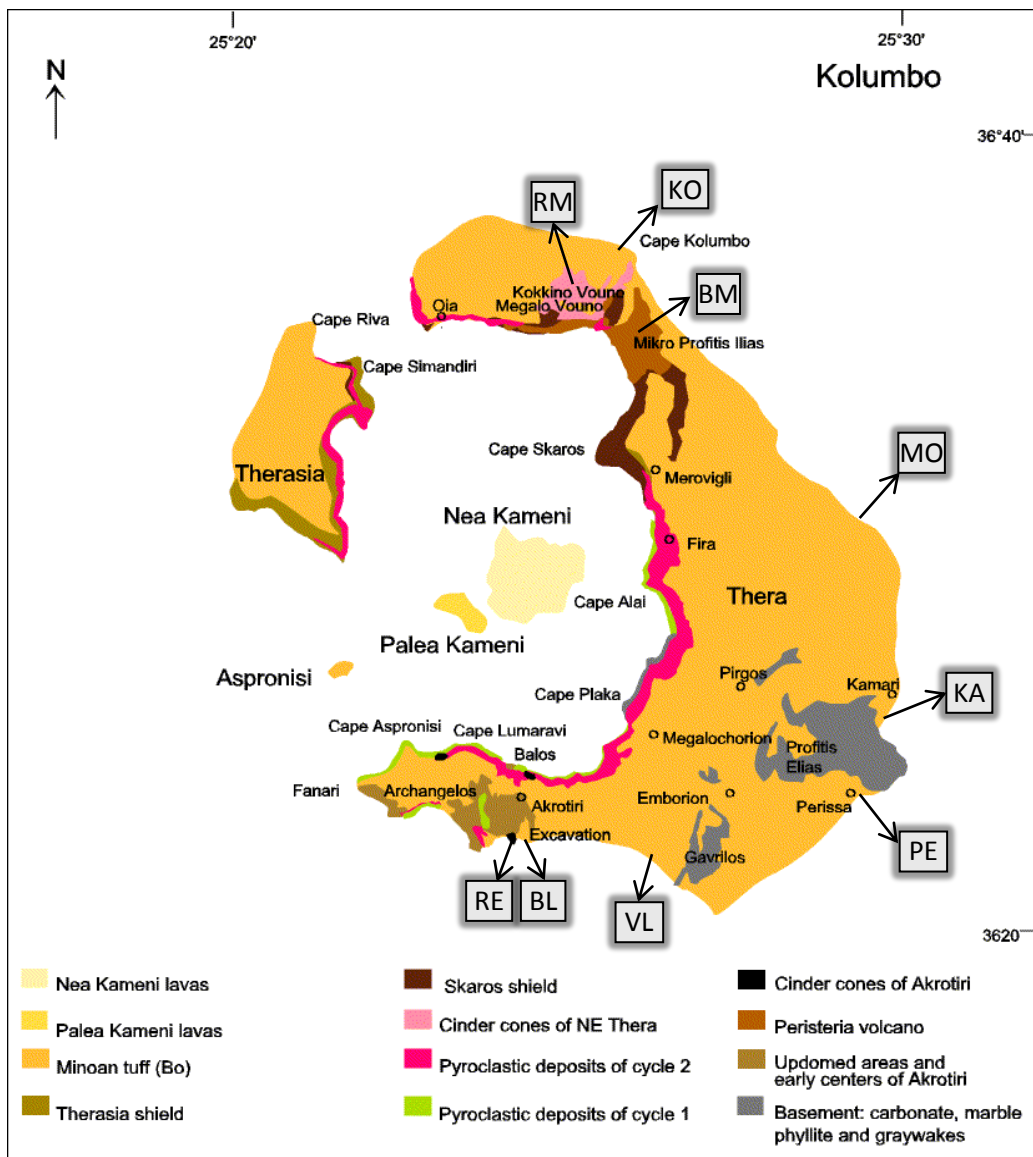 25°20'
25°30'
N
Kolumbo
36°40'
RM
KO
Cape Kolumbo
BM
Kokkino Vouno
Megalo Vouno
Oia
Cape Riva
Mikro Profitis Ilias
Cape Simandiri
Cape Skaros
MO
Merovigli
Therasia
Nea Kameni
Fira
Cape Alai
Thera
Palea Kameni
Aspronisi
Pirgos
Kamari
KA
Cape Plaka
Cape Aspronisi
Cape Lumaravi
Megalochorion
Profitis
Elias
Balos
Fanari
Archangelos
Akrotiri
Emborion
Perissa
Excavation
PE
Gavrilos
RE
BL
VL
3620
Nea Kameni lavas
Palea Kameni lavas
Minoan tuff (Bo)
Therasia shield
Skaros shield
Cinder cones of NE Thera
Pyroclastic deposits of cycle 2
Pyroclastic deposits of cycle 1
Cinder cones of Akrotiri
Peristeria volcano
Updomed areas and
early centers of Akrotiri
Basement: carbonate, marble
phyllite and graywakes